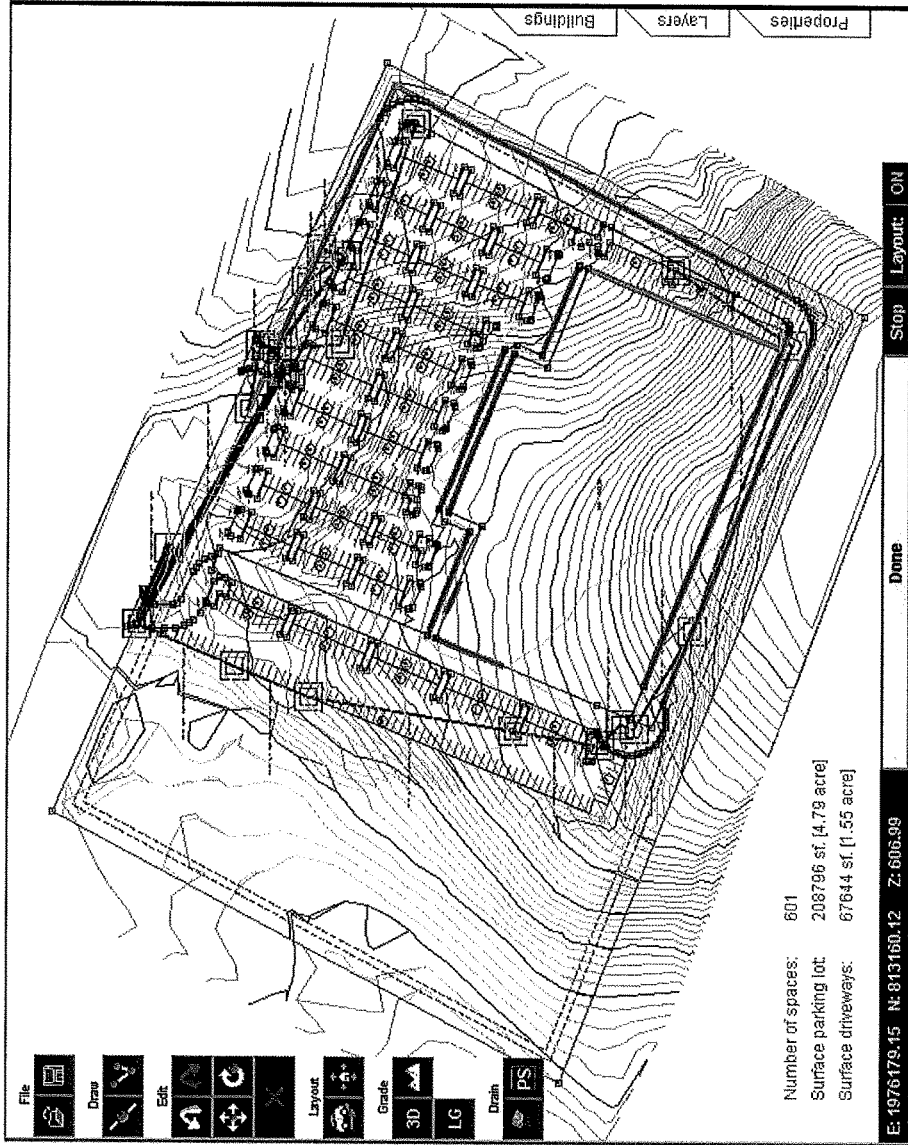 File
Draw
Edit
Layout
Grade
3D
LG
Drain
PS
Buildings
Layers
Properties
Number of spaces: 601
Surface parking lot: 208796 sf. [4.79 acre]
Surface driveways: 67644 sf. [1.55 acre]
E: 1976179.15 N: 813160.12 Z: 606.99
Done
Stop
Layout: ON